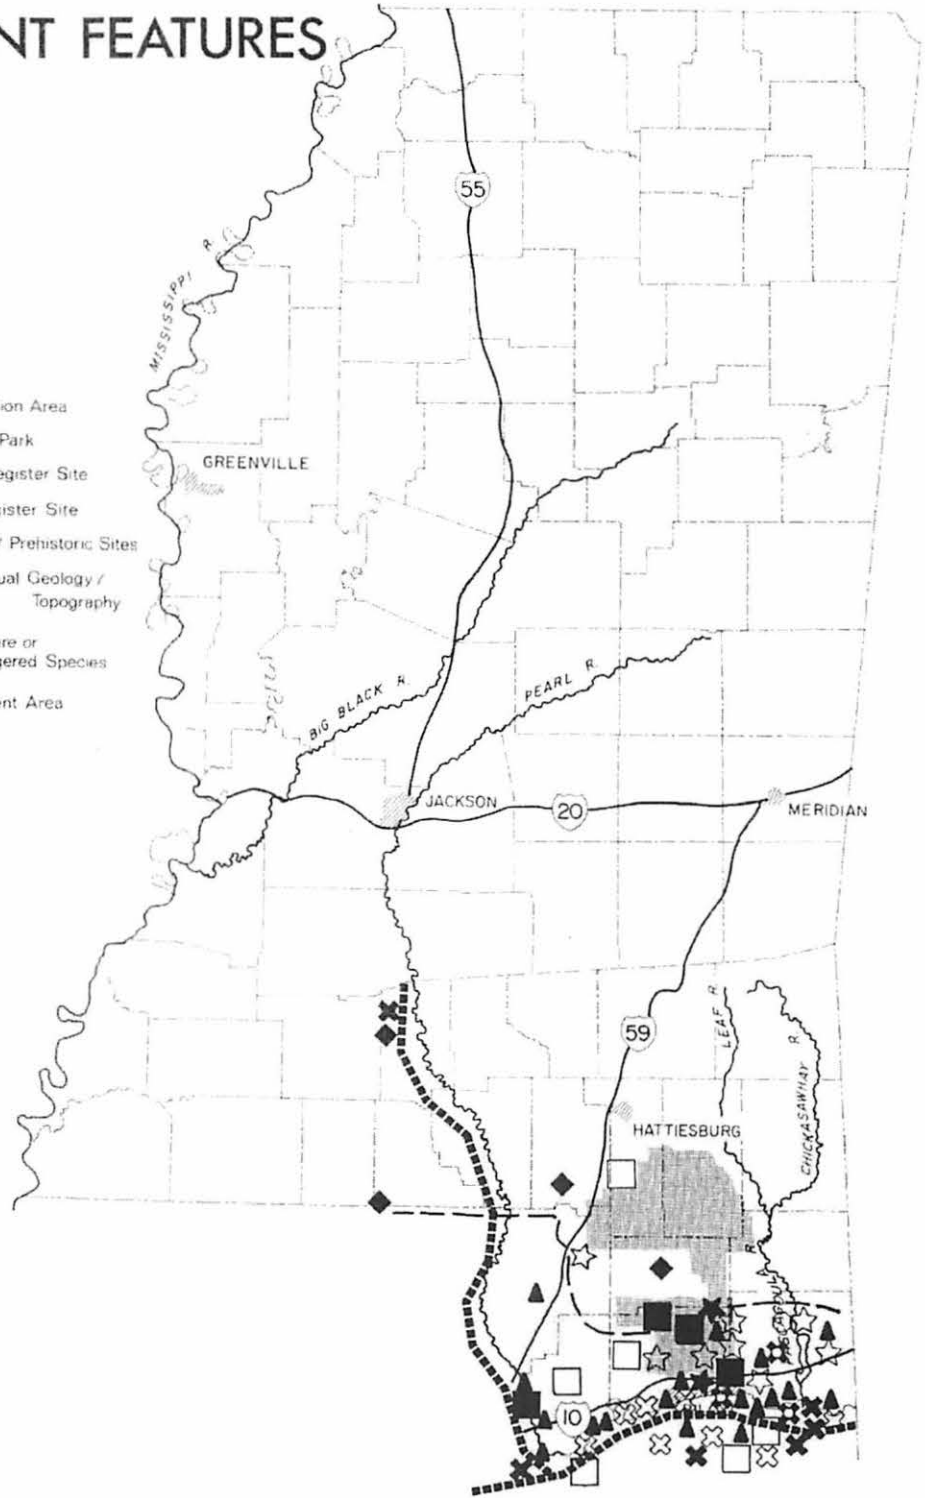 NT FEATURES
55
MISSISSIPPI R.
ion Area
Park
egister Site
GREENVILLE
ister Site
/ Prehistoric Sites
ual Geology /
Topography
re or
gered Species
nt Area
BIG BLACK R.
PEARL R.
JACKSON
20
MERIDIAN
59
LEAF R.
CHICKASAWHAY R.
HATTIESBURG
PASCAGOULA R.
10